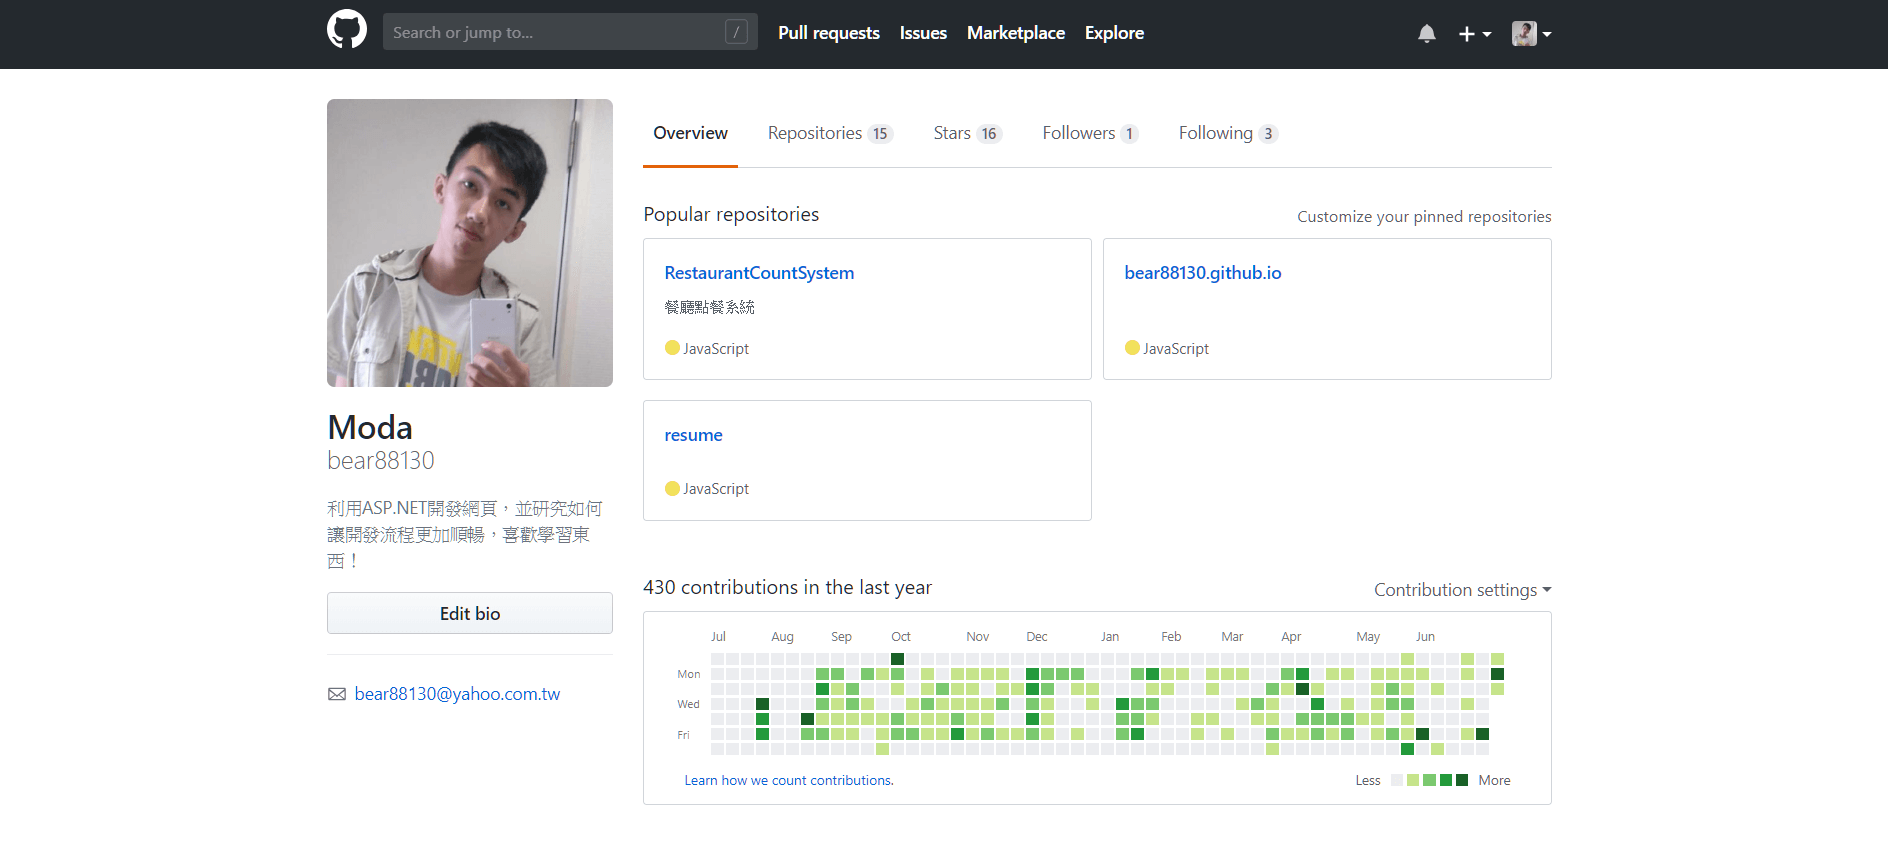 Search or jump to... /
Pull requests Issues Marketplace Explore
Overview Repositories 15 Stars 16 Followers 1 Following 3
Popular repositories
Customize your pinned repositories
RestaurantCountSystem
餐廳點餐系統
JavaScript
bear88130.github.io
JavaScript
resume
JavaScript
Moda
bear88130
利用ASP.NET開發網頁，並研究如何
讓開發流程更加順暢，喜歡學習東
西！
Edit bio
bear88130@yahoo.com.tw
430 contributions in the last year
Contribution settings
Jul Aug Sep Oct Nov Dec Jan Feb Mar Apr May Jun
Mon
Wed
Fri
Learn how we count contributions.
Less More